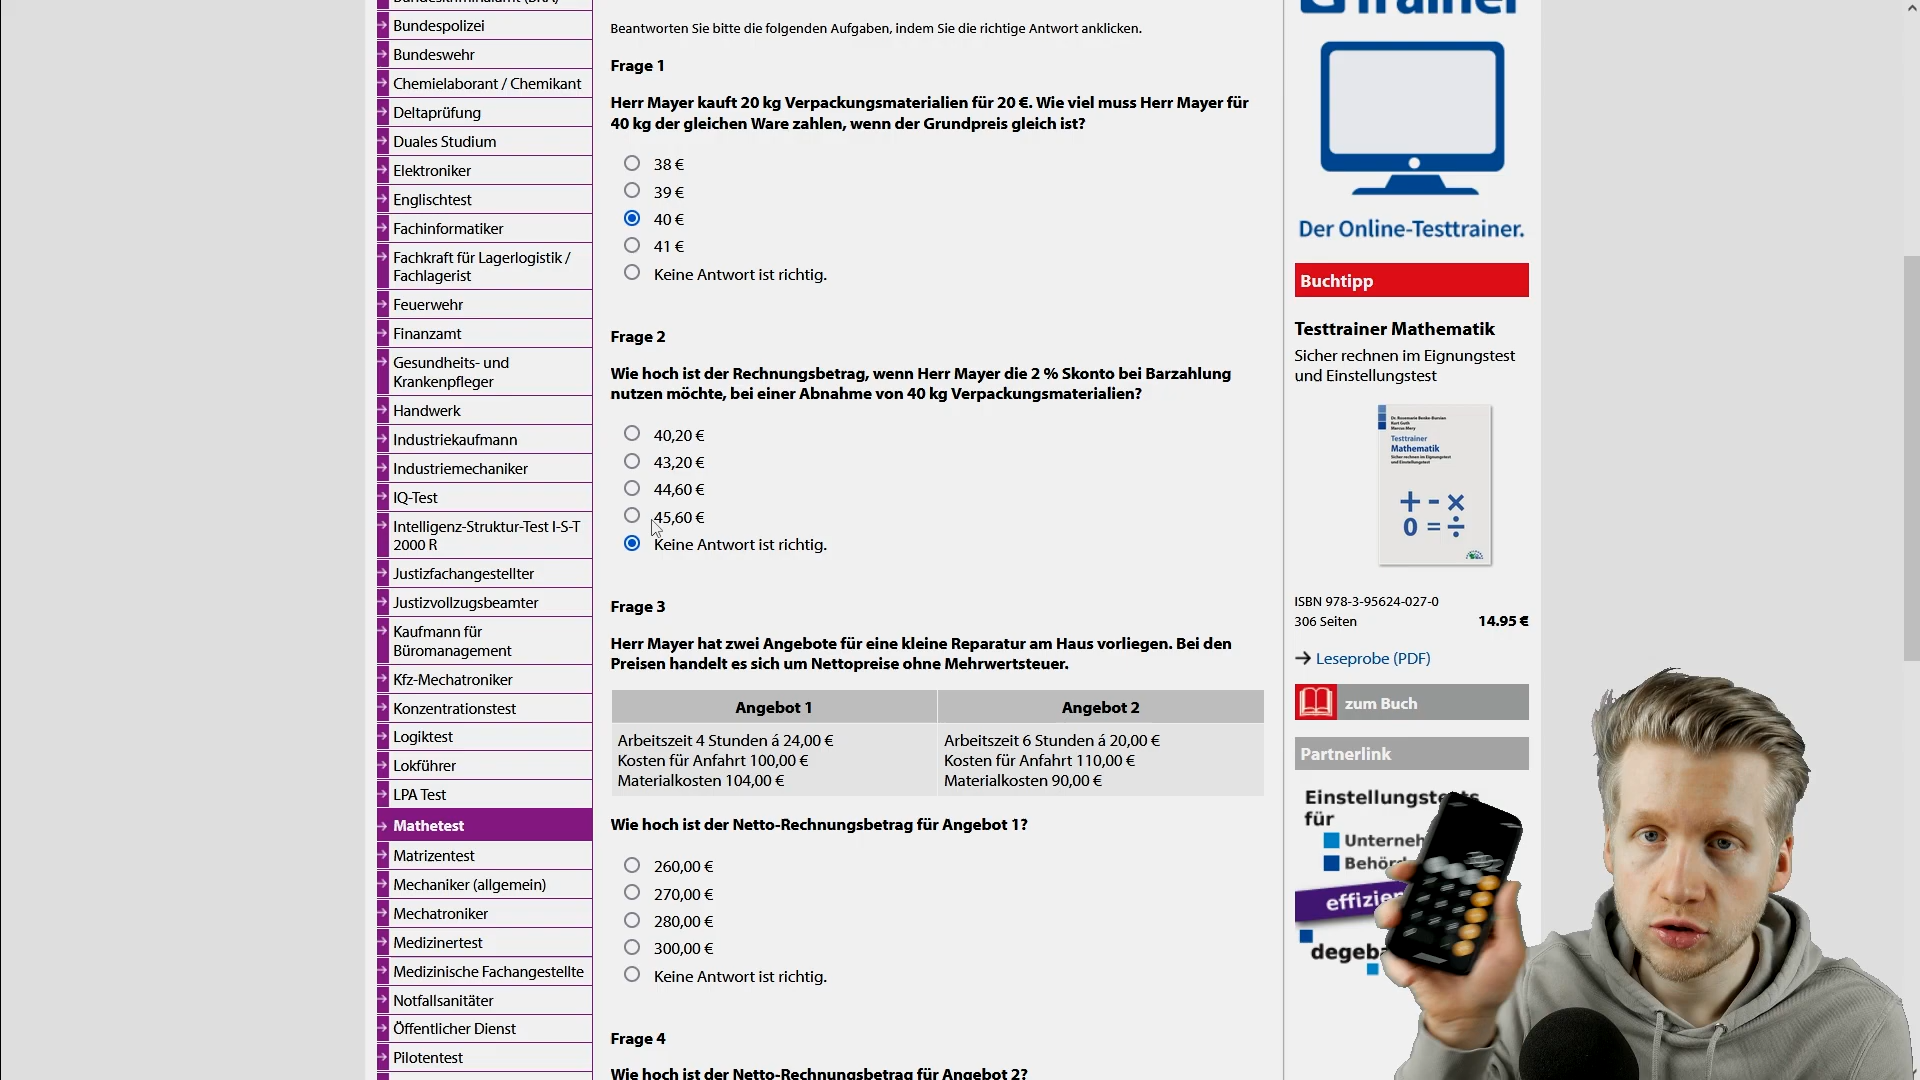 Bundespolizei
Bundeswehr
Chemielaborant / Chemikant
Deltaprüfung
Duales Studium
Elektroniker
Englischtest
Fachinformatiker
Fachkraft für Lagerlogistik /
Fachlagerist
Feuerwehr
Finanzamt
Gesundheits- und
Krankenpfleger
Handwerk
Industriekaufmann
Industriemechaniker
IQ-Test
Intelligenz-Struktur-Test I-S-T
2000 R
Justizfachangestellter
Justizvollzugsbeamter
Kaufmann für
Büromanagement
Kfz-Mechatroniker
Konzentrationstest
Logiktest
Lokführer
LPA Test
Mathetest
Matrizentest
Mechaniker (allgemein)
Mechatroniker
Medizinertest
Medizinische Fachangestellte
Notfallsanitäter
Öffentlicher Dienst
Pilotentest
Beantworten Sie bitte die folgenden Aufgaben, indem Sie die richtige Antwort anklicken.
Frage 1
Herr Mayer kauft 20 kg Verpackungsmaterialien für 20 €. Wie viel muss Herr Mayer für
40 kg der gleichen Ware zahlen, wenn der Grundpreis gleich ist?
38 €
39 €
40 €
41 €
Keine Antwort ist richtig.
Frage 2
Wie hoch ist der Rechnungsbetrag, wenn Herr Mayer die 2 % Skonto bei Barzahlung
nutzen möchte, bei einer Abnahme von 40 kg Verpackungsmaterialien?
40,20 €
43,20 €
44,60 €
45,60 €
Keine Antwort ist richtig.
Frage 3
Herr Mayer hat zwei Angebote für eine kleine Reparatur am Haus vorliegen. Bei den
Preisen handelt es sich um Nettopreise ohne Mehrwertsteuer.
Angebot 1 Angebot 2
Arbeitszeit 4 Stunden á 24,00 € Arbeitszeit 6 Stunden á 20,00 €
Kosten für Anfahrt 100,00 € Kosten für Anfahrt 110,00 €
Materialkosten 104,00 € Materialkosten 90,00 €
Wie hoch ist der Netto-Rechnungsbetrag für Angebot 1?
260,00 €
270,00 €
280,00 €
300,00 €
Keine Antwort ist richtig.
Frage 4
Wie hoch ist der Netto-Rechnungsbetrag für Angebot 2?
Der Online-Testtrainer.
Buchtipp
Testtrainer Mathematik
Sicher rechnen im Eignungstest
und Einstellungstest
Testtrainer
Mathematik
Sicher rechnen im Eignungstest
und Einstellungstest
+ - ×
0 = ÷
ISBN 978-3-95624-027-0
306 Seiten 14.95 €
Leseprobe (PDF)
zum Buch
Partnerlink
für